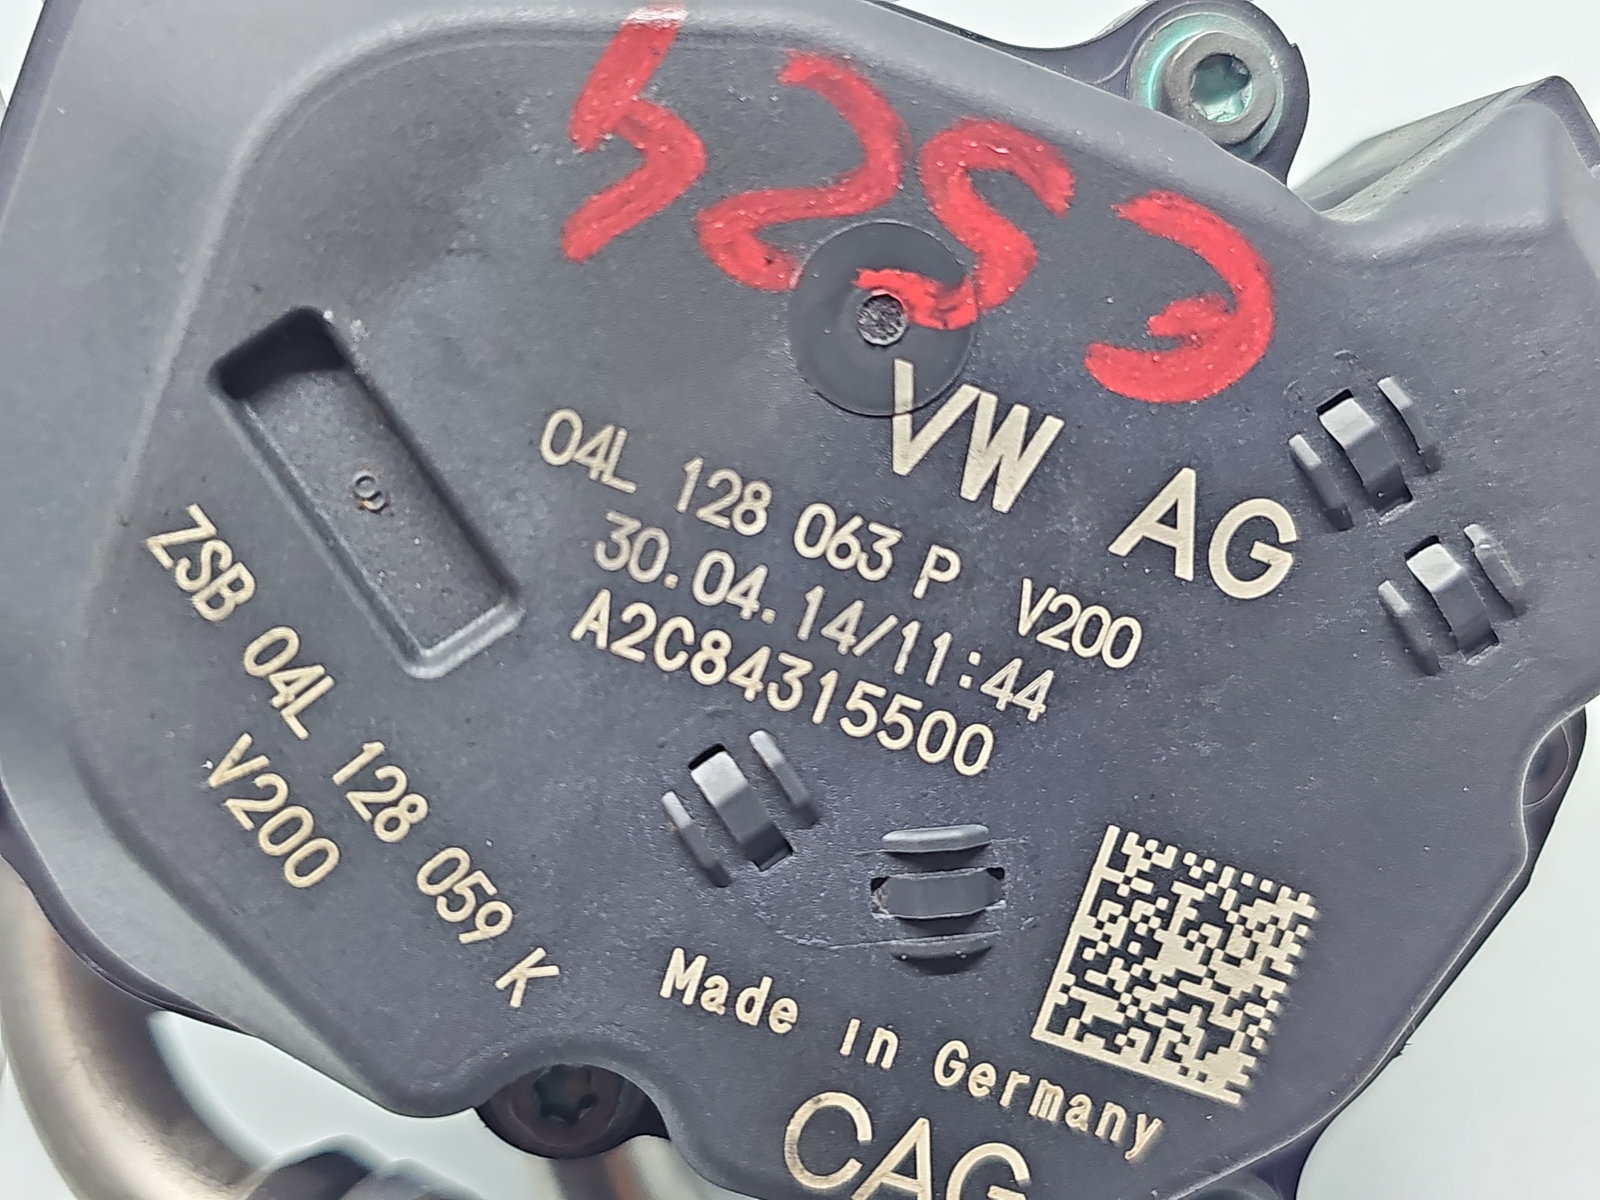 VW AG
04L 128 063 P V200
30.04.14/11:44
A2C84315500
ZSB 04L 128 059 K
V200
Made in Germany
CAG